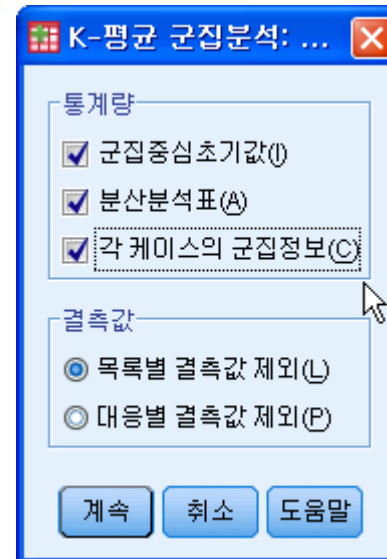 K-평균 군집분석: ...
통계량
군집중심초기값(I)
분산분석표(A)
각 케이스의 군집정보(C)
결측값
목록별 결측값 제외(L)
대응별 결측값 제외(P)
계속 취소 도움말